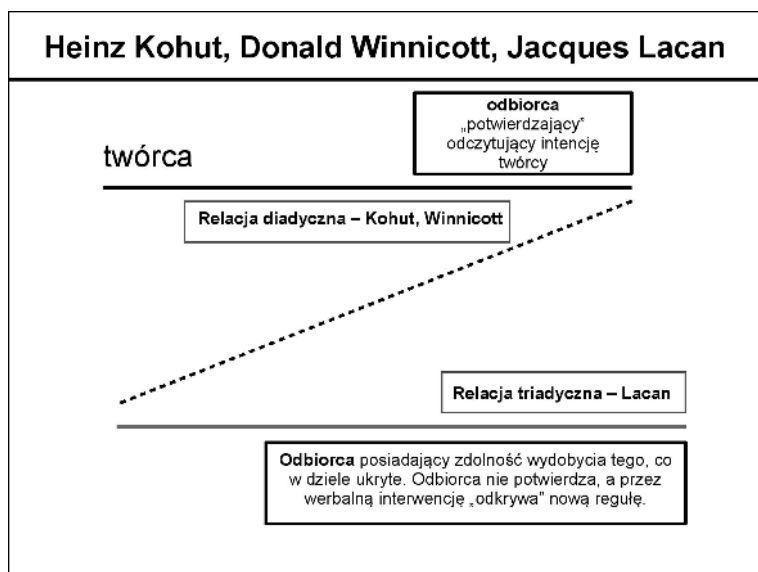 Heinz Kohut, Donald Winnicott, Jacques Lacan
odbiorca
„potwierdzający”
odczytujący intencję
twórcy
twórca
Relacja diadyczna – Kohut, Winnicott
Relacja triadyczna – Lacan
Odbiorca posiadający zdolność wydobycia tego, co
w dziele ukryte. Odbiorca nie potwierdza, a przez
werbalną interwencję „odkrywa” nową regułę.